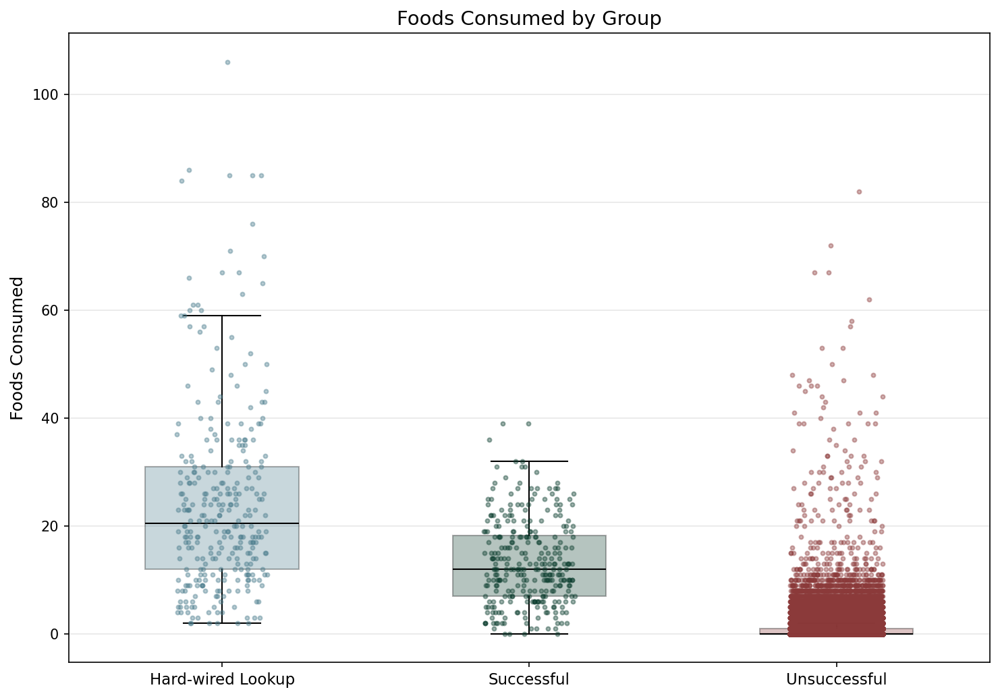 Foods Consumed by Group
Foods Consumed
100
80
60
40
20
0
Hard-wired Lookup
Successful
Unsuccessful